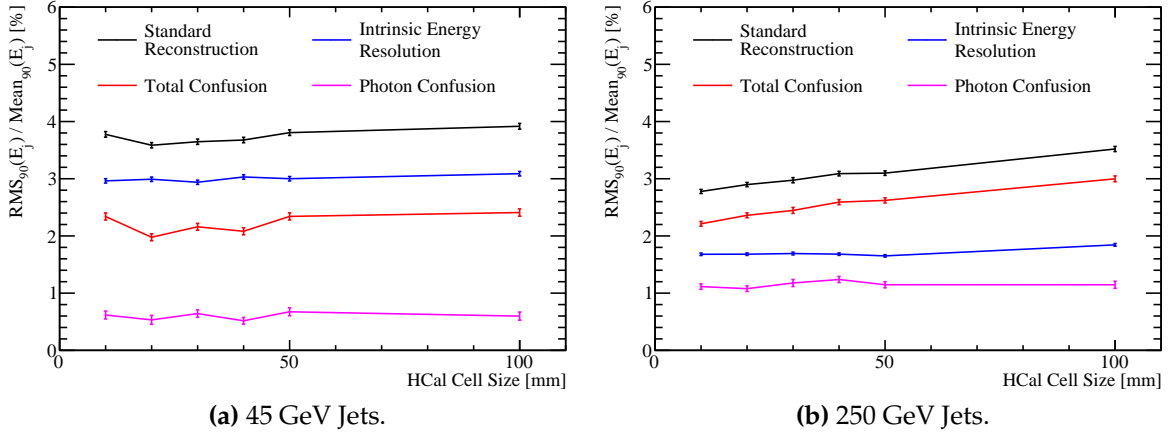 RMS₉₀(Eⱼ) / Mean₉₀(Eⱼ) [%]
6
5
4
3
2
1
0
Standard
Reconstruction
Intrinsic Energy
Resolution
Total Confusion
Photon Confusion
0 50 100
HCal Cell Size [mm]
(a) 45 GeV Jets.
RMS₉₀(Eⱼ) / Mean₉₀(Eⱼ) [%]
6
5
4
3
2
1
0
Standard
Reconstruction
Intrinsic Energy
Resolution
Total Confusion
Photon Confusion
0 50 100
HCal Cell Size [mm]
(b) 250 GeV Jets.